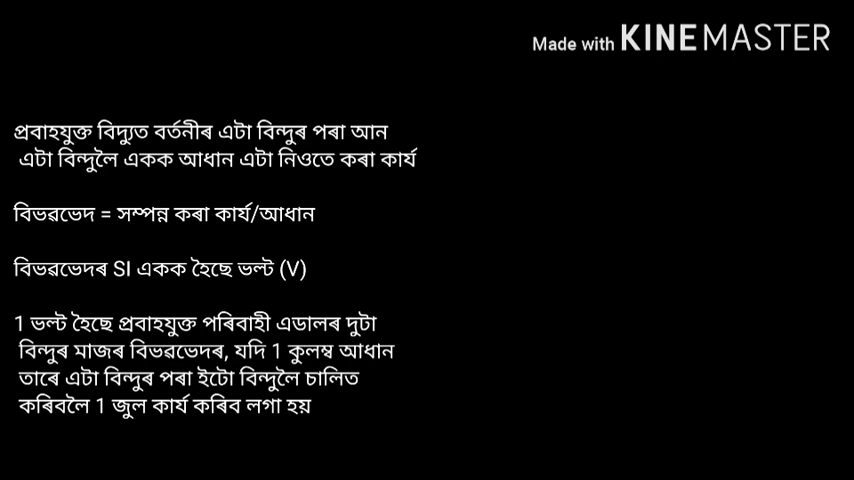 Made with KINEMASTER
প্ৰবাহযুক্ত বিদ্যুত বৰ্তনীৰ এটা বিন্দুৰ পৰা আন
এটা বিন্দুলৈ একক আধান এটা নিওতে কৰা কাৰ্য
বিভৱভেদ = সম্পন্ন কৰা কাৰ্য/আধান
বিভৱভেদৰ SI একক হৈছে ভল্ট (V)
1 ভল্ট হৈছে প্ৰবাহযুক্ত পৰিবাহী এডালৰ দুটা
বিন্দুৰ মাজৰ বিভৱভেদৰ, যদি 1 কুলম্ব আধান
তাৰে এটা বিন্দুৰ পৰা ইটো বিন্দুলৈ চালিত
কৰিবলৈ 1 জুল কাৰ্য কৰিব লগা হয়